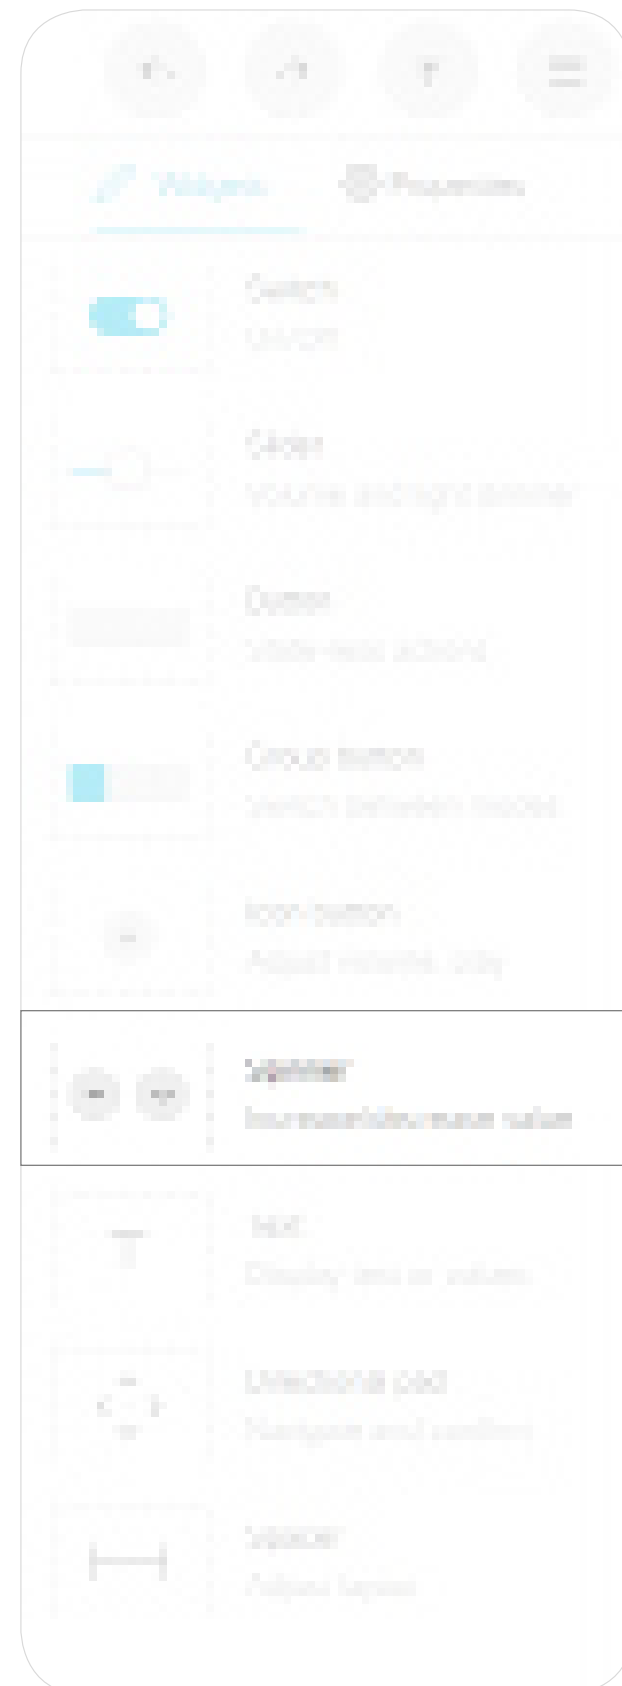 Widgets
Properties
Switch
On/Off
Slider
Volume and light dimmer
Button
State-less actions
Group button
Switch between modes
Icon button
Adjust volume, play
Spinner
Increase/decrease value
Text
Display text or values
Directional pad
Navigate and confirm
Spacer
Adjust layout